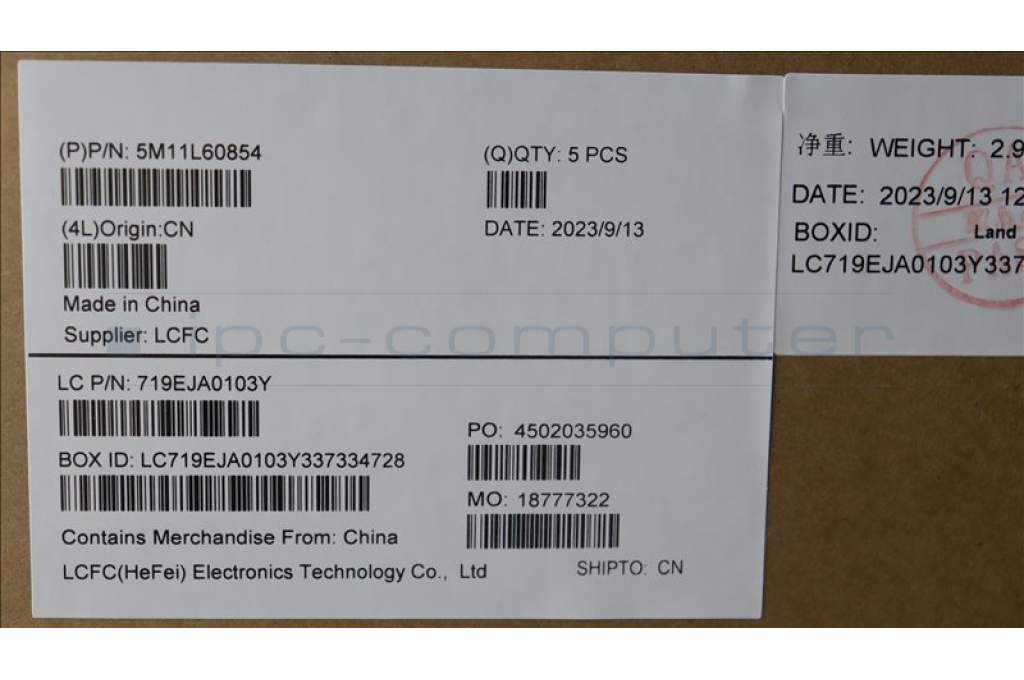 (P)P/N: 5M11L60854
(Q)QTY: 5 PCS
(4L)Origin:CN
DATE: 2023/9/13
Made in China
Supplier: LCFC
LC P/N: 719EJA0103Y
PO: 4502035960
BOX ID: LC719EJA0103Y337334728
MO: 18777322
Contains Merchandise From: China
LCFC(HeFei) Electronics Technology Co., Ltd
SHIPTO: CN
净重: WEIGHT: 2.9
DATE: 2023/9/13 12
BOXID: Land
LC719EJA0103Y337
ipc-computer